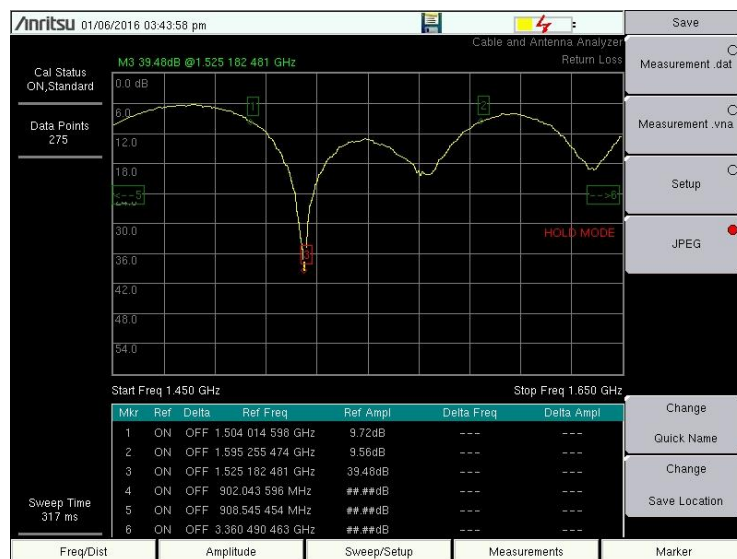 Anritsu 01/06/2016 03:43:58 pm
Save
Cable and Antenna Analyzer
M3 39.48dB @1.525 182 481 GHz
Return Loss
Cal Status
ON,Standard
Data Points
275
0.0 dB
6.0
12.0
18.0
24.0
30.0
36.0
42.0
48.0
54.0
1
2
3
<--5
-->6
HOLD MODE
Measurement .dat
Measurement .vna
Setup
JPEG
Start Freq 1.450 GHz
Stop Freq 1.650 GHz
Mkr Ref Delta Ref Freq Ref Ampl Delta Freq Delta Ampl
1 ON OFF 1.504 014 598 GHz 9.72dB --- ---
2 ON OFF 1.595 255 474 GHz 9.56dB --- ---
3 ON OFF 1.525 182 481 GHz 39.48dB --- ---
4 ON OFF 902.043 596 MHz ##.##dB --- ---
5 ON OFF 908.545 454 MHz ##.##dB --- ---
6 ON OFF 3.360 490 463 GHz ##.##dB --- ---
Change
Quick Name
Change
Save Location
Sweep Time
317 ms
Freq/Dist
Amplitude
Sweep/Setup
Measurements
Marker